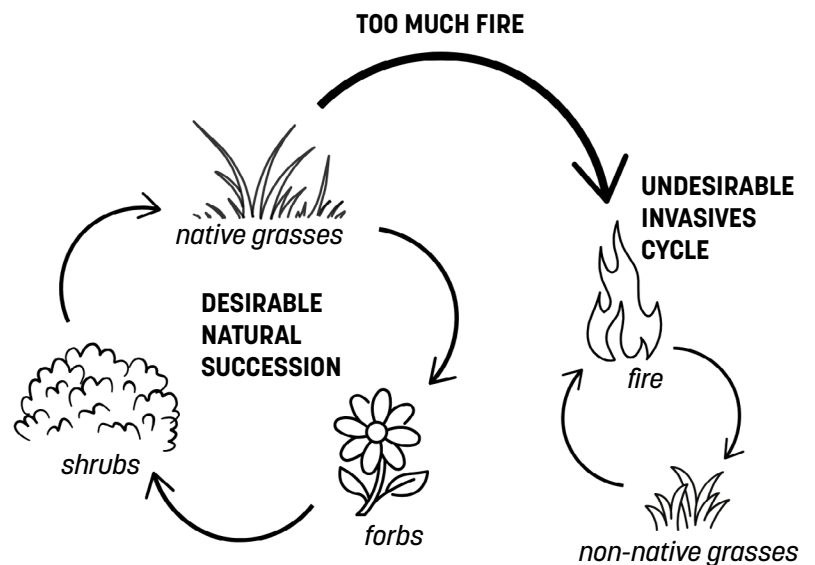 TOO MUCH FIRE
UNDESIRABLE
INVASIVES
CYCLE
native grasses
DESIRABLE
NATURAL
SUCCESSION
fire
shrubs
forbs
non-native grasses